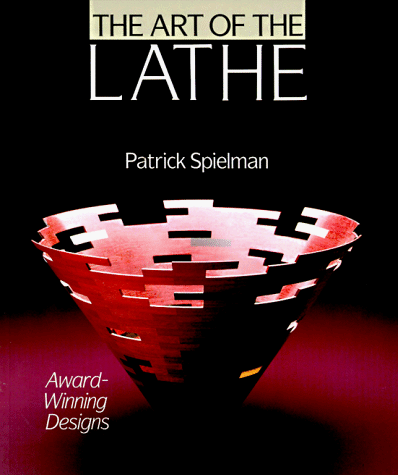 THE ART OF THE
LATHE
Patrick Spielman
Award-
Winning
Designs